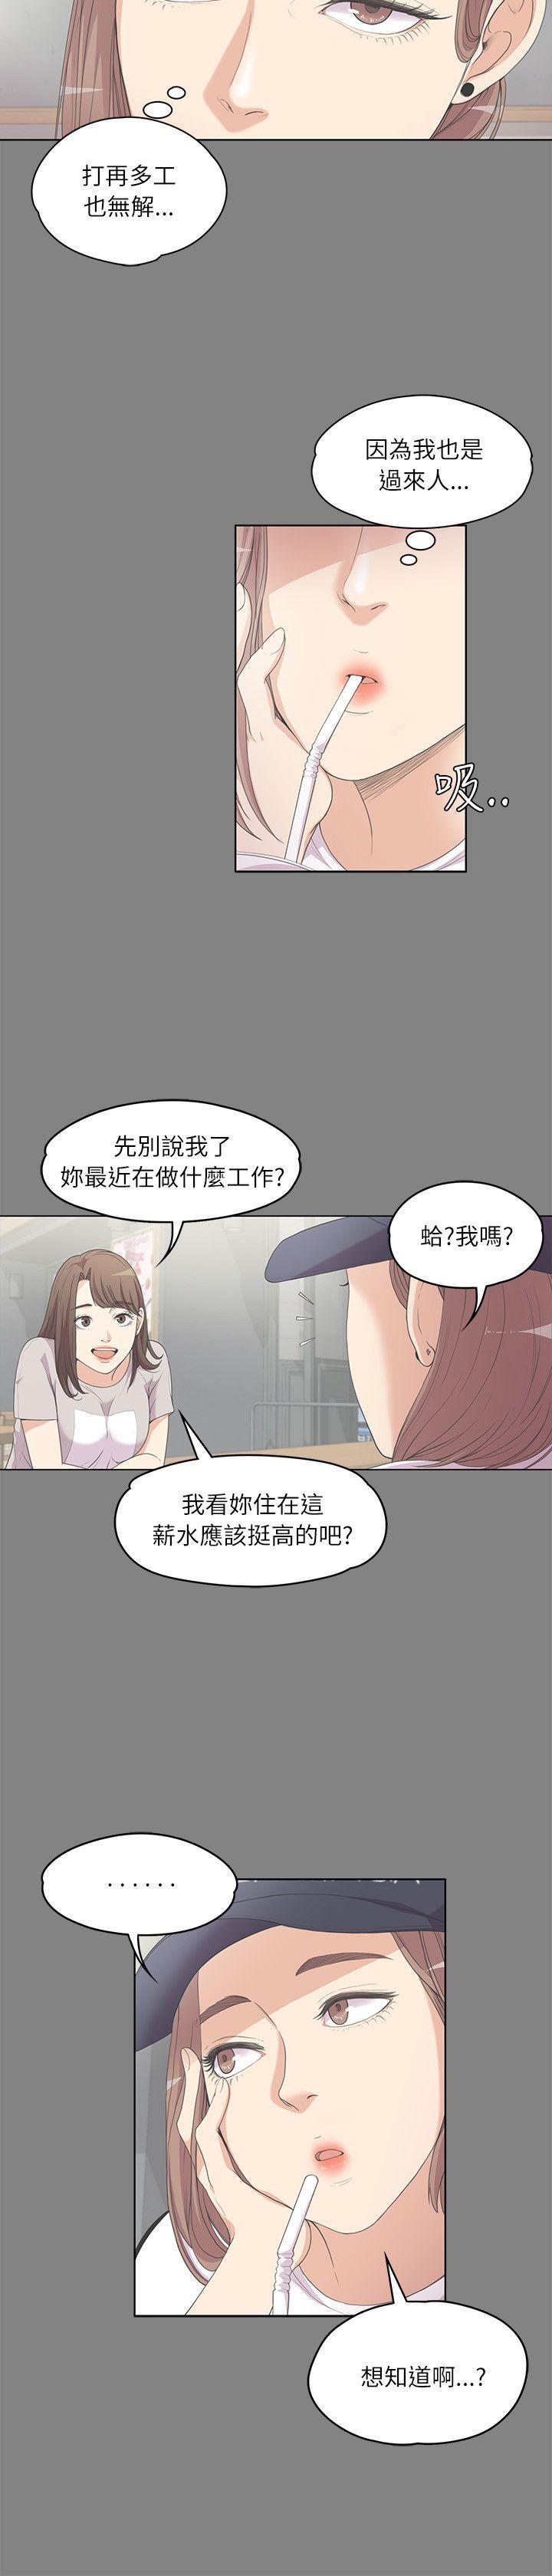 打再多工
也無解...
因為我也是
過來人...
吸..
先別說我了
妳最近在做什麼工作?
蛤?我嗎?
我看妳住在這
薪水應該挺高的吧?
......
想知道啊...?